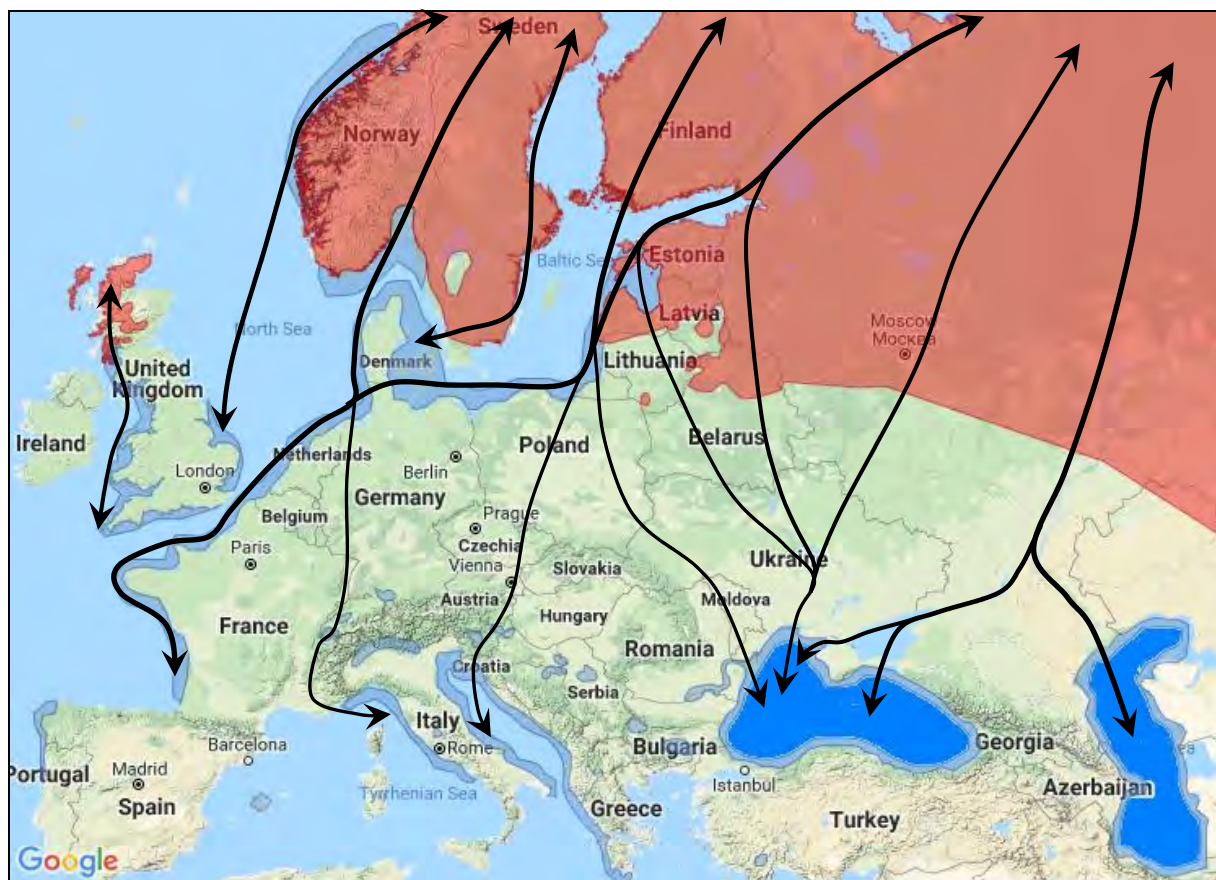 Sweden
Norway
Finland
Baltic Se
Estonia
Latvia
North Sea
Moscow
Москва
Denmark
Lithuania
United
Kingdom
Ireland
Belarus
Netherlands
Poland
London
Berlin
Germany
Belgium
Prague
Paris
Czechia
Ukraine
Vienna
Slovakia
Austria
Moldova
Hungary
France
Romania
Croatia
Serbia
Italy
Barcelona
Rome
Bulgaria
Georgia
Portugal
Madrid
Istanbul
Azerbaijan
Spain
Tyrrhenian Sea
Greece
Turkey
Google